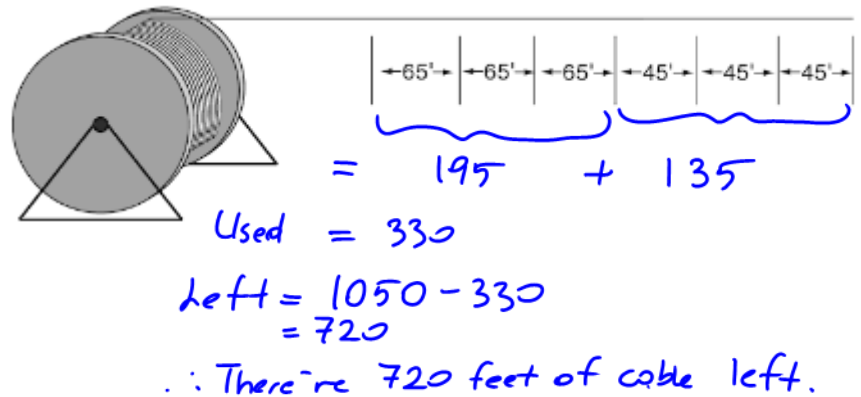 65' 65' 65' 45' 45' 45'
= 195 + 135
Used = 330
Left = 1050 - 330
= 720
∴ There're 720 feet of cable left.